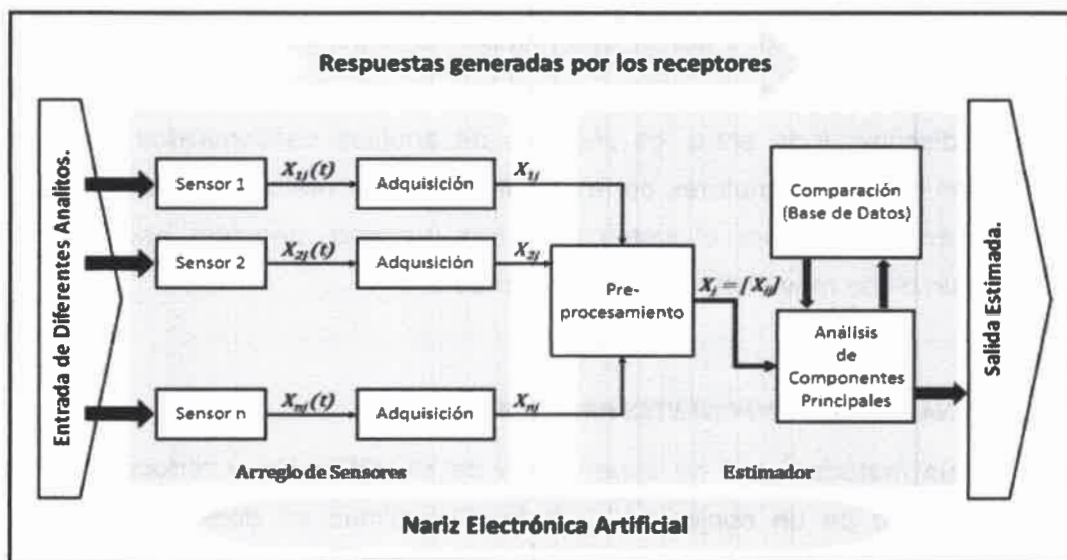 Respuestas generadas por los receptores
Entrada de Diferentes Analitos.
Sensor 1
X1j(t)
Adquisición
X1j
Sensor 2
X2j(t)
Adquisición
X2j
Sensor n
Xnj(t)
Adquisición
Xnj
Arreglo de Sensores
Pre-
procesamiento
Xj = [Xij]
Comparación
(Base de Datos)
Análisis
de
Componentes
Principales
Estimador
Salida Estimada.
Nariz Electrónica Artificial